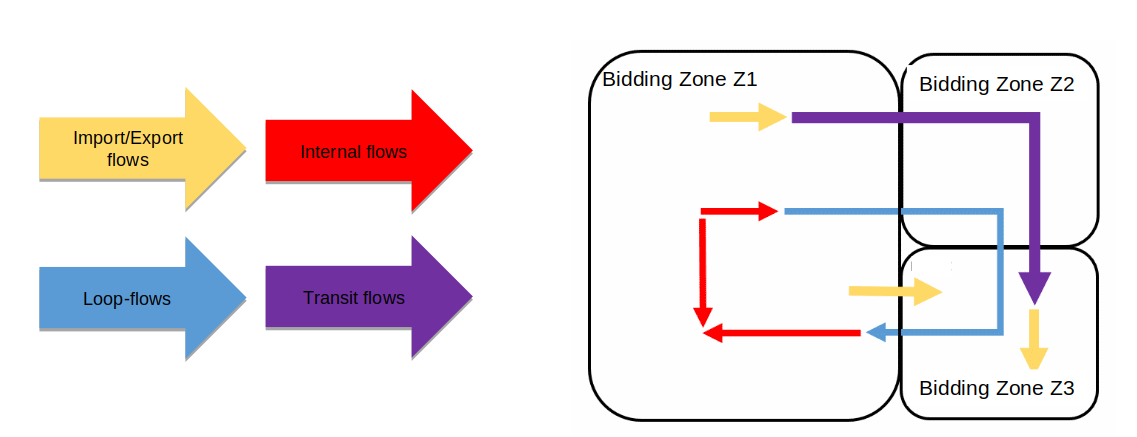 Import/Export
flows
Internal flows
Loop-flows
Transit flows
Bidding Zone Z1
Bidding Zone Z2
Bidding Zone Z3